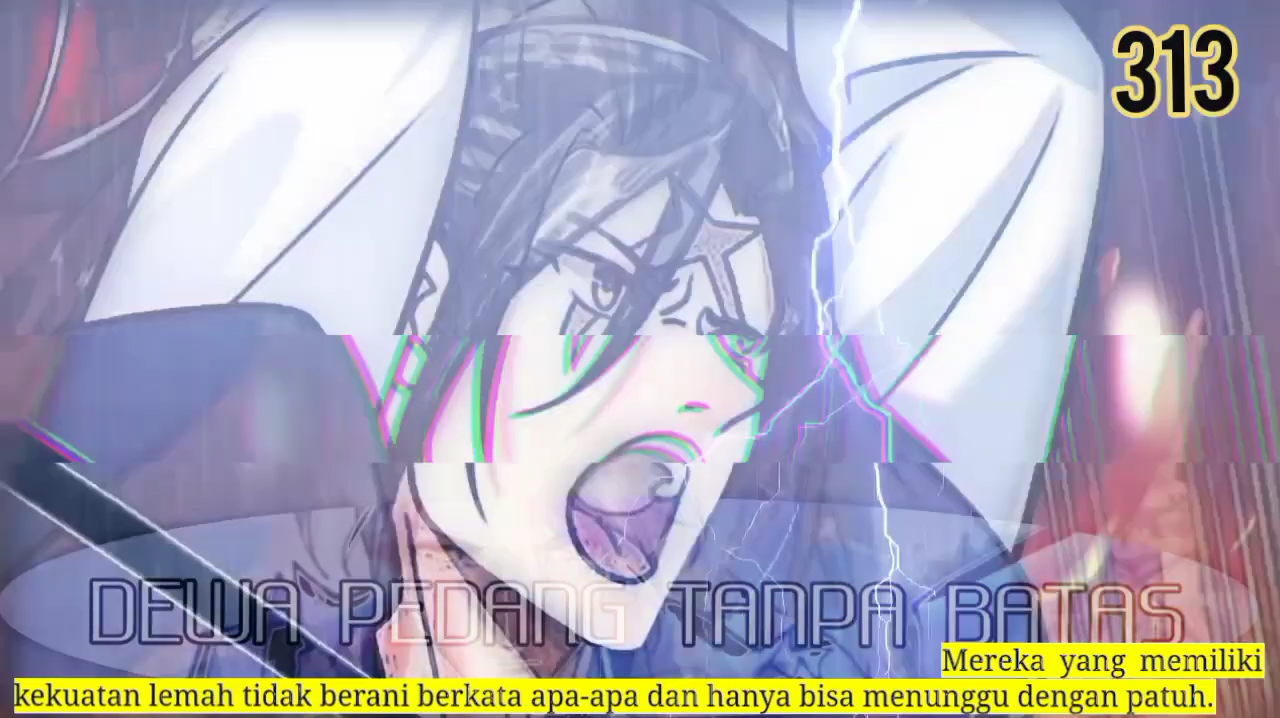 313
DEWA PEDANG TANPA BATAS
Mereka yang memiliki
kekuatan lemah tidak berani berkata apa-apa dan hanya bisa menunggu dengan patuh.